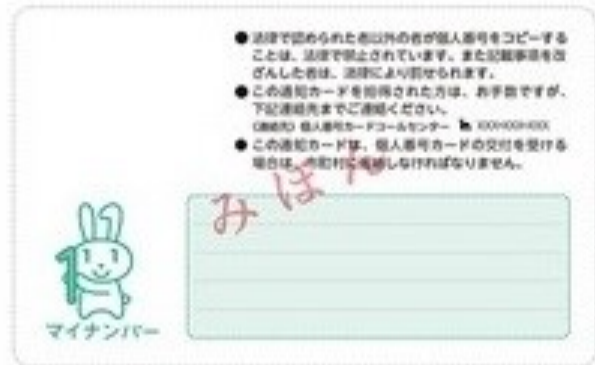 ● 法律で認められた者以外の者が個人番号をコピーする
ことは、法律で禁止されています。また記載事項を改
ざんした者は、法律により罰せられます。
● この通知カードを拾得された方は、お手数ですが、
下記連絡先までご連絡ください。
(連絡先) 個人番号カードコールセンター XXX-XXX-XXX
● この通知カードは、個人番号カードの交付を受ける
場合は、市町村に返納しなければなりません。
みほん
マイナンバー